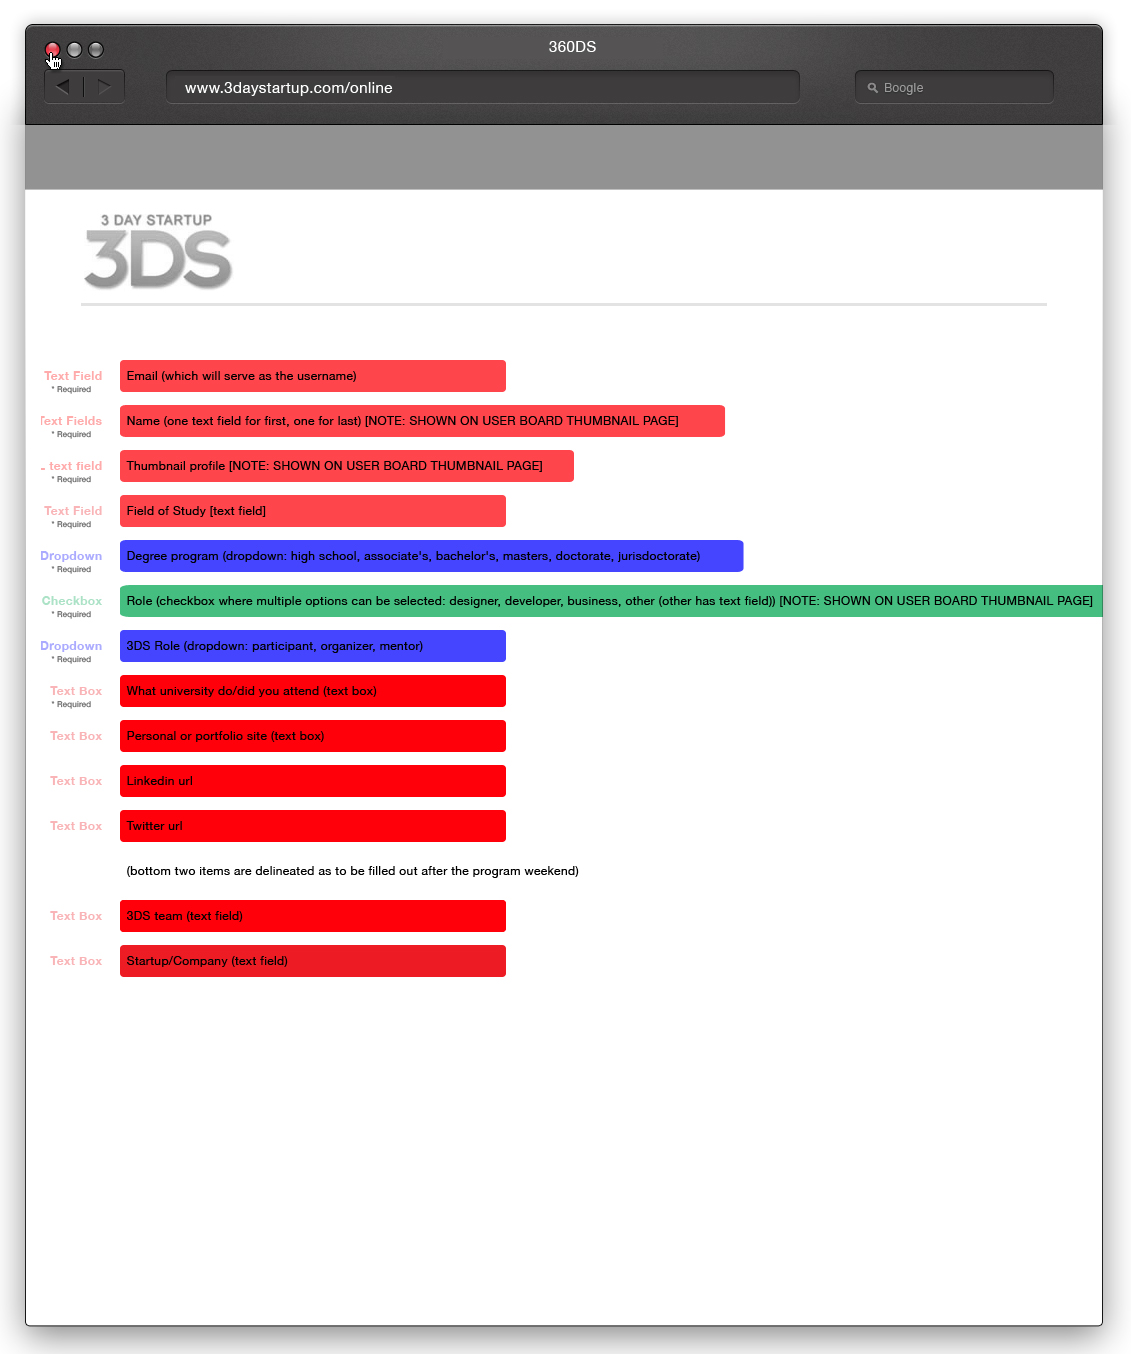 360DS
www.3daystartup.com/online
Boogle
3 DAY STARTUP
3DS
Text Field
* Required
Email (which will serve as the username)
Text Fields
* Required
Name (one text field for first, one for last) [NOTE: SHOWN ON USER BOARD THUMBNAIL PAGE]
text field
* Required
Thumbnail profile [NOTE: SHOWN ON USER BOARD THUMBNAIL PAGE]
Text Field
* Required
Field of Study [text field]
Dropdown
* Required
Degree program (dropdown: high school, associate's, bachelor's, masters, doctorate, jurisdoctorate)
Checkbox
* Required
Role (checkbox where multiple options can be selected: designer, developer, business, other (other has text field)) [NOTE: SHOWN ON USER BOARD THUMBNAIL PAGE]
Dropdown
* Required
3DS Role (dropdown: participant, organizer, mentor)
Text Box
* Required
What university do/did you attend (text box)
Text Box
Personal or portfolio site (text box)
Text Box
Linkedin url
Text Box
Twitter url
(bottom two items are delineated as to be filled out after the program weekend)
Text Box
3DS team (text field)
Text Box
Startup/Company (text field)